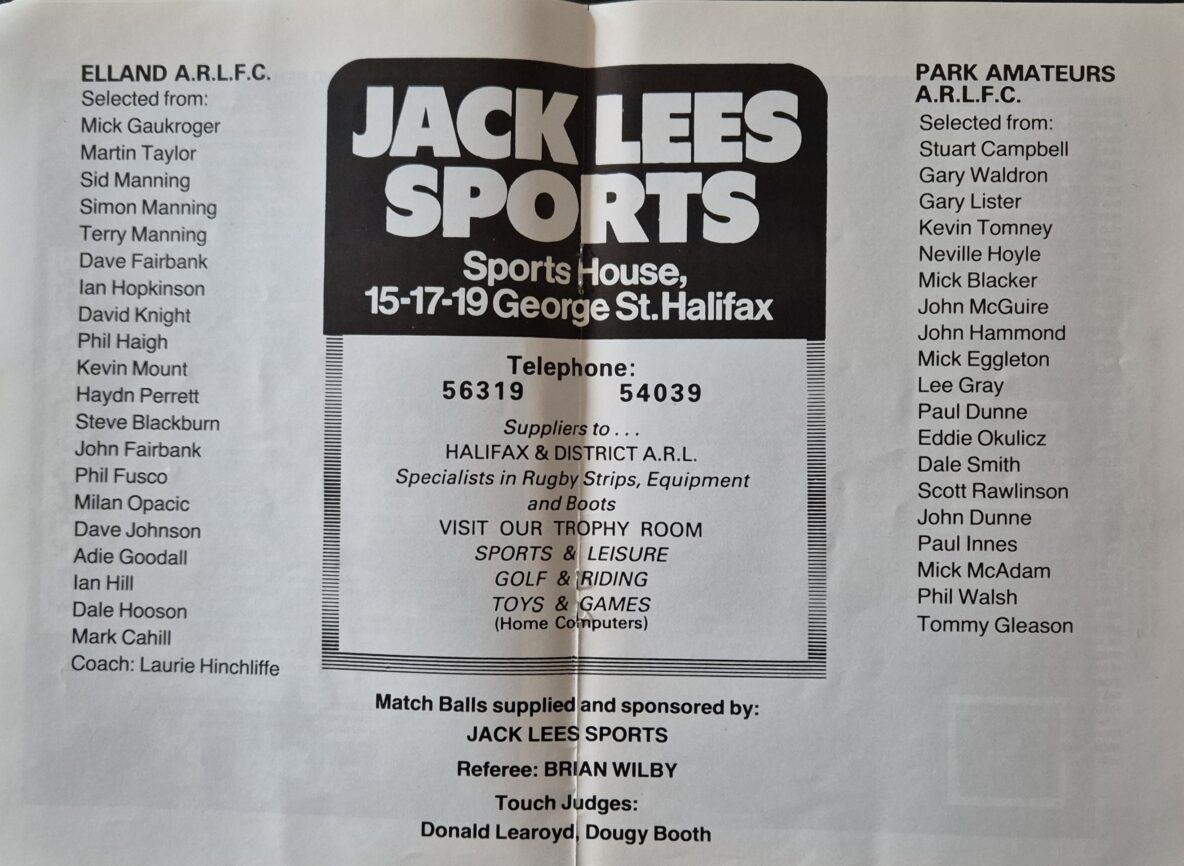 ELLAND A.R.L.F.C.
Selected from:
Mick Gaukroger
Martin Taylor
Sid Manning
Simon Manning
Terry Manning
Dave Fairbank
Ian Hopkinson
David Knight
Phil Haigh
Kevin Mount
Haydn Perrett
Steve Blackburn
John Fairbank
Phil Fusco
Milan Opacic
Dave Johnson
Adie Goodall
Ian Hill
Dale Hooson
Mark Cahill
Coach: Laurie Hinchliffe
JACK LEES
SPORTS
Sports House,
15-17-19 George St. Halifax
Telephone:
56319 54039
Suppliers to . . .
HALIFAX & DISTRICT A.R.L.
Specialists in Rugby Strips, Equipment
and Boots
VISIT OUR TROPHY ROOM
SPORTS & LEISURE
GOLF & RIDING
TOYS & GAMES
(Home Computers)
Match Balls supplied and sponsored by:
JACK LEES SPORTS
Referee: BRIAN WILBY
Touch Judges:
Donald Learoyd, Dougy Booth
PARK AMATEURS
A.R.L.F.C.
Selected from:
Stuart Campbell
Gary Waldron
Gary Lister
Kevin Tomney
Neville Hoyle
Mick Blacker
John McGuire
John Hammond
Mick Eggleton
Lee Gray
Paul Dunne
Eddie Okulicz
Dale Smith
Scott Rawlinson
John Dunne
Paul Innes
Mick McAdam
Phil Walsh
Tommy Gleason